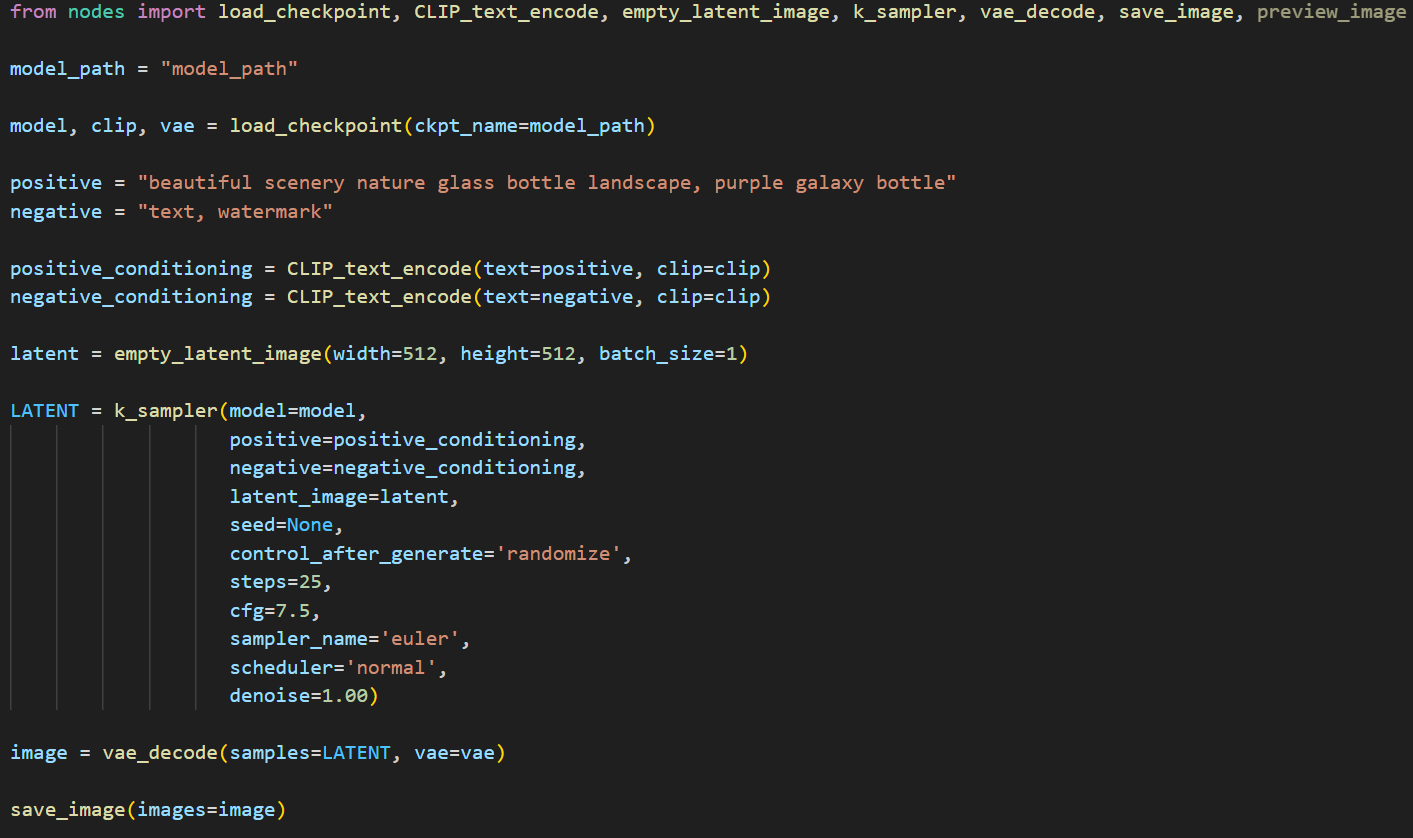 from nodes import load_checkpoint, CLIP_text_encode, empty_latent_image, k_sampler, vae_decode, save_image, preview_image
model_path = "model_path"
model, clip, vae = load_checkpoint(ckpt_name=model_path)
positive = "beautiful scenery nature glass bottle landscape, purple galaxy bottle"
negative = "text, watermark"
positive_conditioning = CLIP_text_encode(text=positive, clip=clip)
negative_conditioning = CLIP_text_encode(text=negative, clip=clip)
latent = empty_latent_image(width=512, height=512, batch_size=1)
LATENT = k_sampler(model=model,
positive=positive_conditioning,
negative=negative_conditioning,
latent_image=latent,
seed=None,
control_after_generate='randomize',
steps=25,
cfg=7.5,
sampler_name='euler',
scheduler='normal',
denoise=1.00)
image = vae_decode(samples=LATENT, vae=vae)
save_image(images=image)